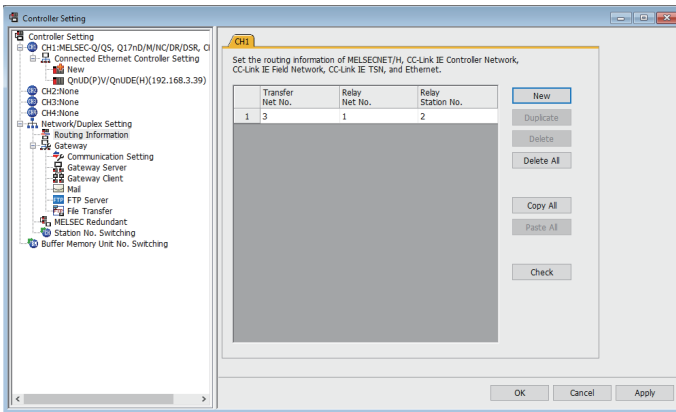 Controller Setting
Controller Setting
CH1:MELSEC-Q/QS, Q17nD/M/NC/DR/DSR, C
Connected Ethernet Controller Setting
New
QnUD(P)V/QnUDE(H)(192.168.3.39)
CH2:None
CH3:None
CH4:None
Network/Duplex Setting
Routing Information
Gateway
Communication Setting
Gateway Server
Gateway Client
Mail
FTP Server
File Transfer
MELSEC Redundant
Station No. Switching
Buffer Memory Unit No. Switching
CH1
Set the routing information of MELSECNET/H, CC-Link IE Controller Network,
CC-Link IE Field Network, CC-Link IE TSN, and Ethernet.
Transfer Net No. Relay Net No. Relay Station No.
1 3 1 2
New
Duplicate
Delete
Delete All
Copy All
Paste All
Check
OK Cancel Apply